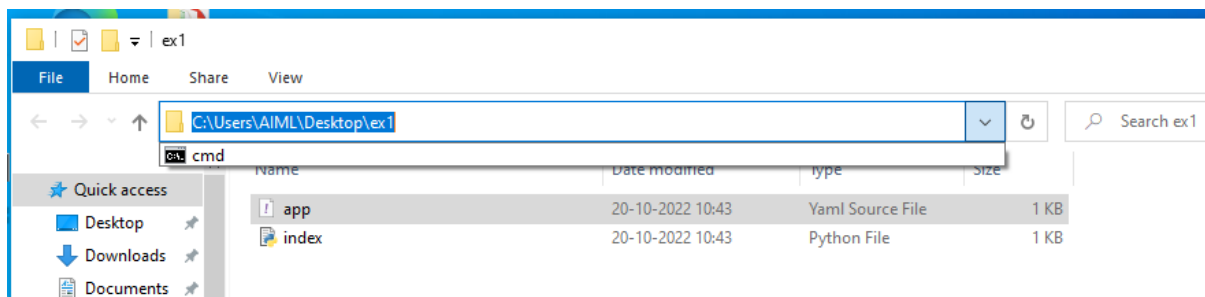 ex1
File Home Share View
C:\Users\AIML\Desktop\ex1 Search ex1
C:\. cmd
Name Date modified Type Size
Quick access
app 20-10-2022 10:43 Yaml Source File 1 KB
Desktop
index 20-10-2022 10:43 Python File 1 KB
Downloads
Documents